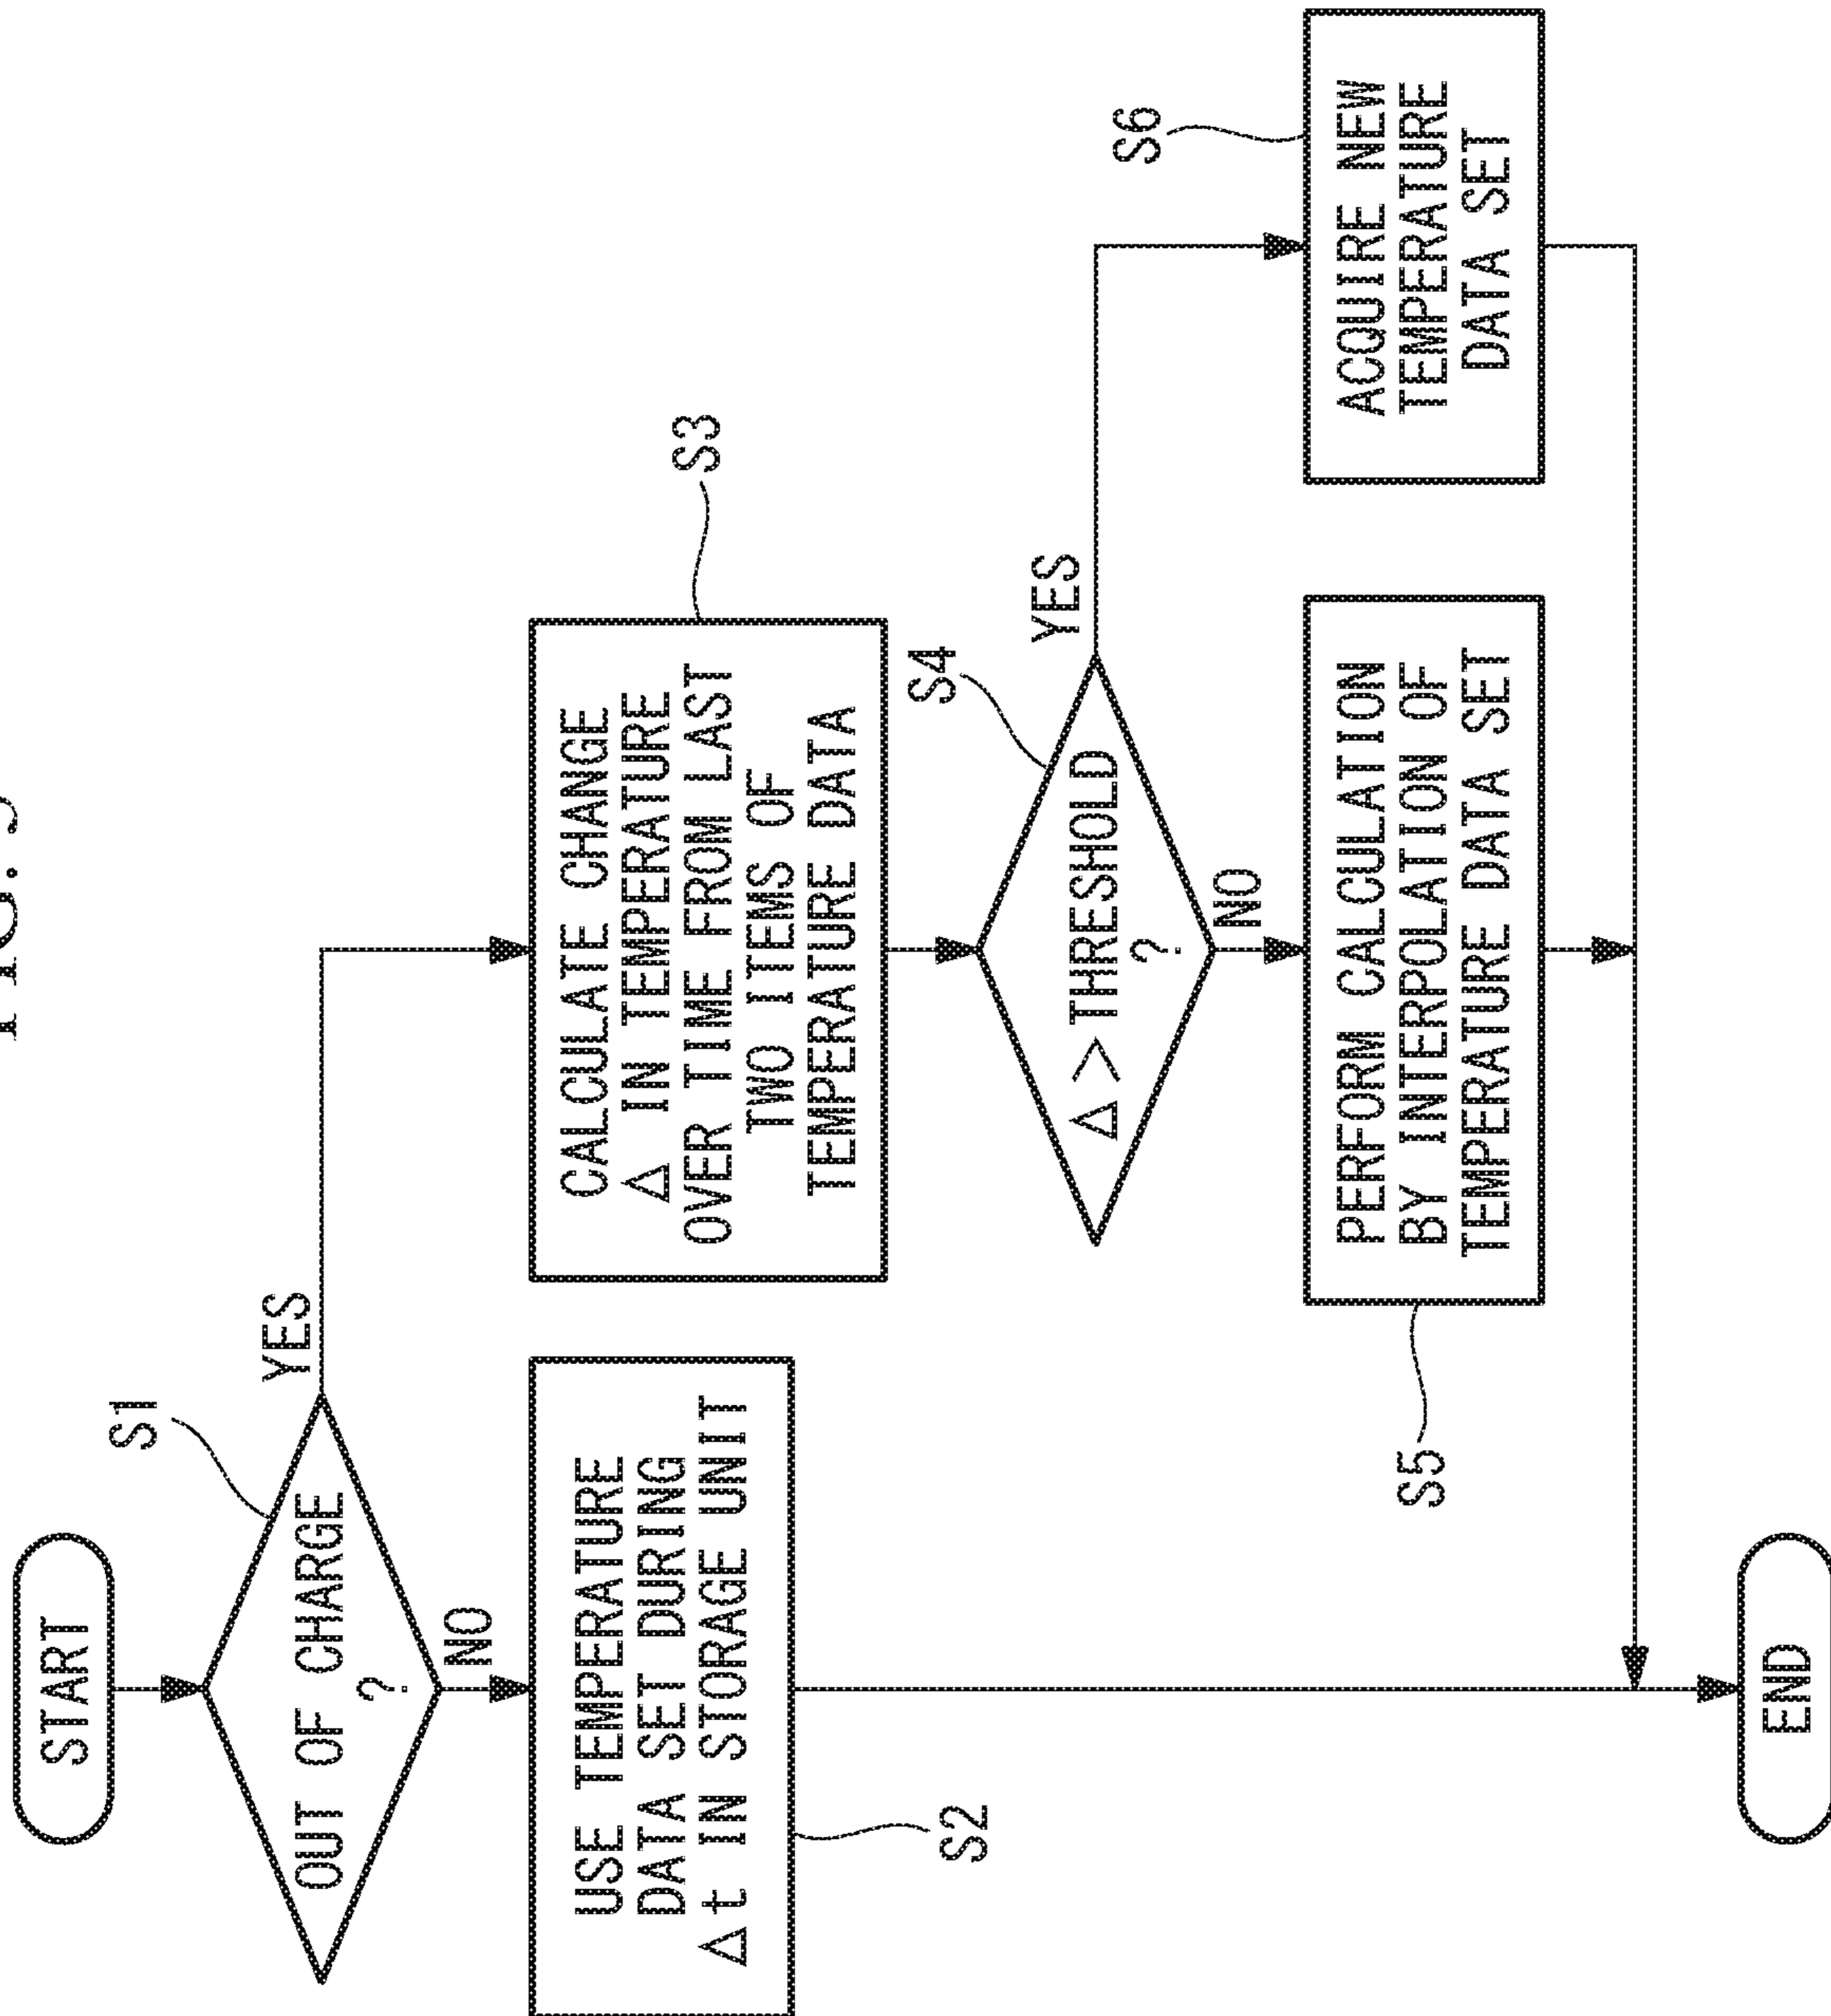 START
S1
OUT OF CHARGE
?
YES
NO
USE TEMPERATURE
DATA SET DURING
Δt IN STORAGE UNIT
S2
CALCULATE CHANGE
Δ IN TEMPERATURE
OVER TIME FROM LAST
TWO ITEMS OF
TEMPERATURE DATA
S3
S4
Δ > THRESHOLD
?
YES
NO
PERFORM CALCULATION
BY INTERPOLATION OF
TEMPERATURE DATA SET
S5
ACQUIRE NEW
TEMPERATURE
DATA SET
S6
END